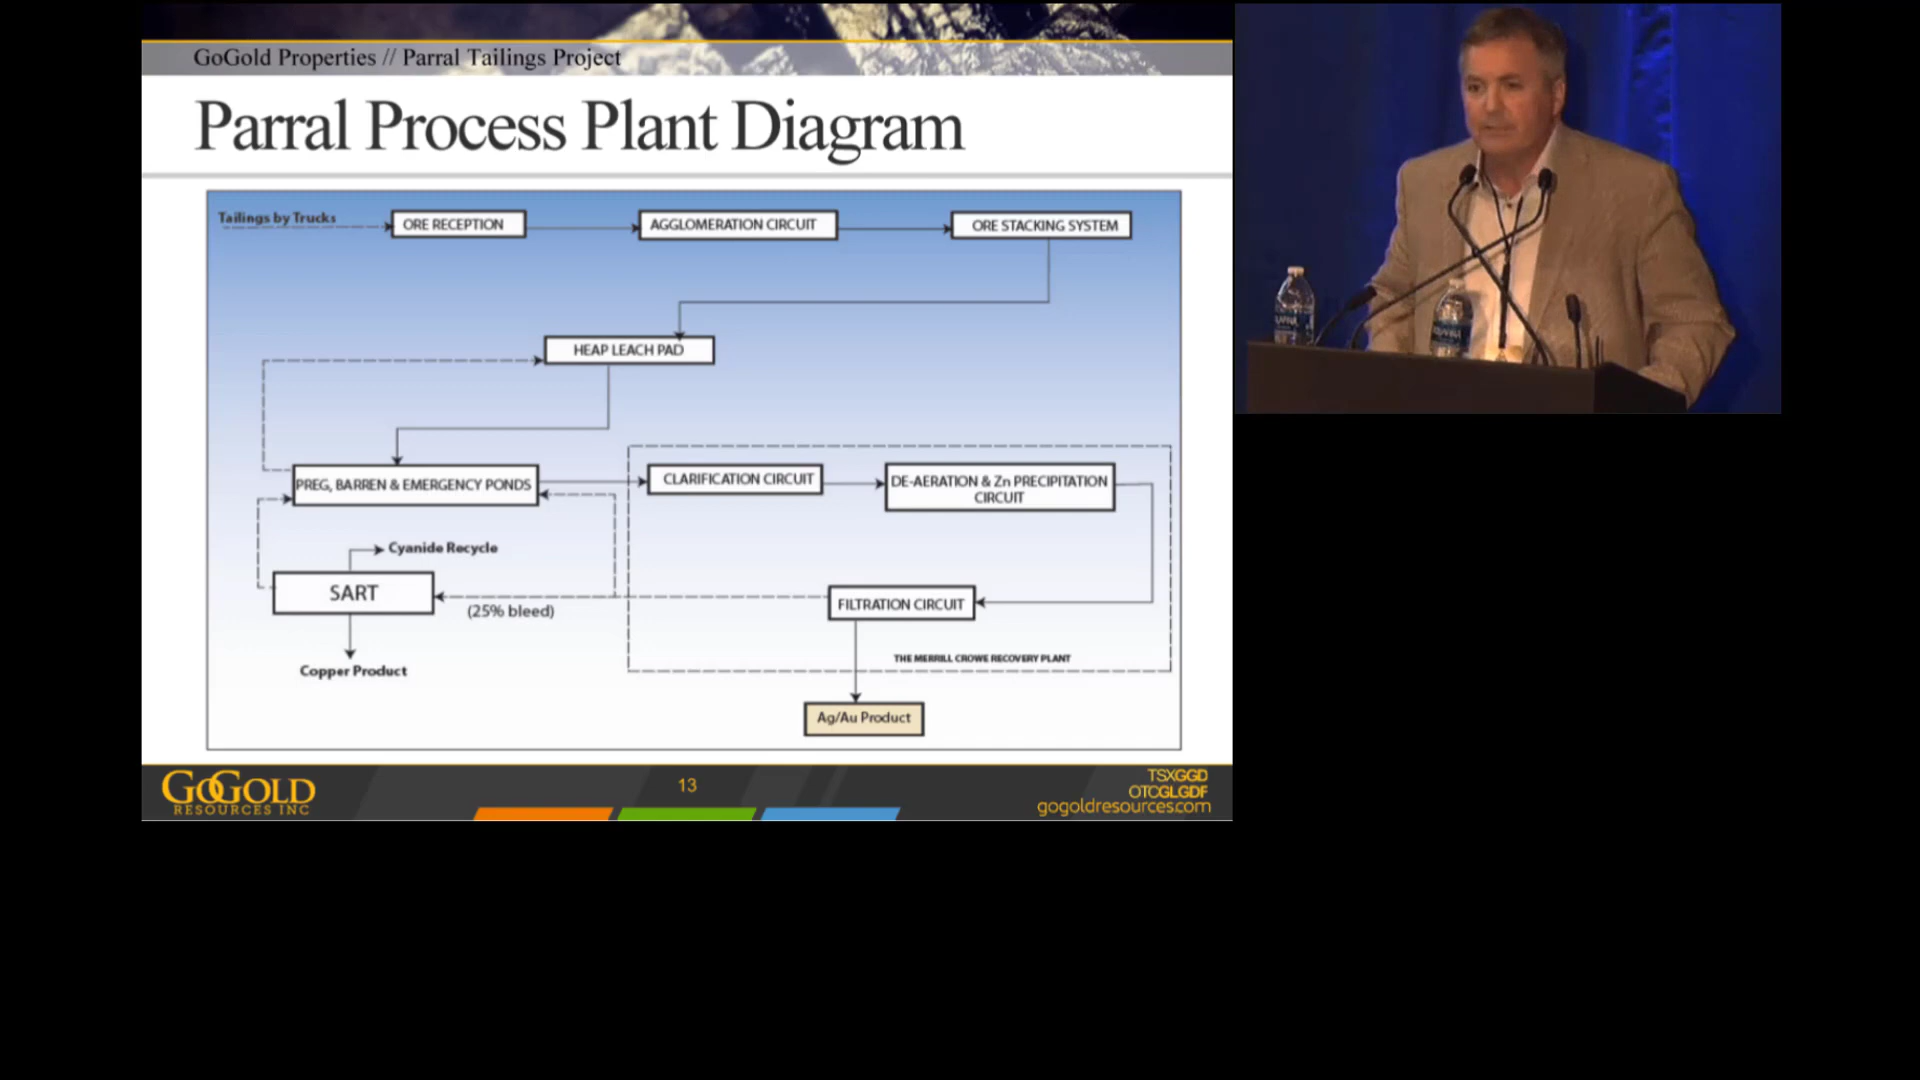 GoGold Properties // Parral Tailings Project
Parral Process Plant Diagram
Tailings by Trucks
ORE RECEPTION
AGGLOMERATION CIRCUIT
ORE STACKING SYSTEM
HEAP LEACH PAD
PREG, BARREN & EMERGENCY PONDS
CLARIFICATION CIRCUIT
DE-AERATION & Zn PRECIPITATION
CIRCUIT
Cyanide Recycle
SART
(25% bleed)
FILTRATION CIRCUIT
THE MERRILL CROWE RECOVERY PLANT
Copper Product
Ag/Au Product
GOGOLD
RESOURCES INC
13
TSXGGD
OTCGLGDF
gogoldresources.com